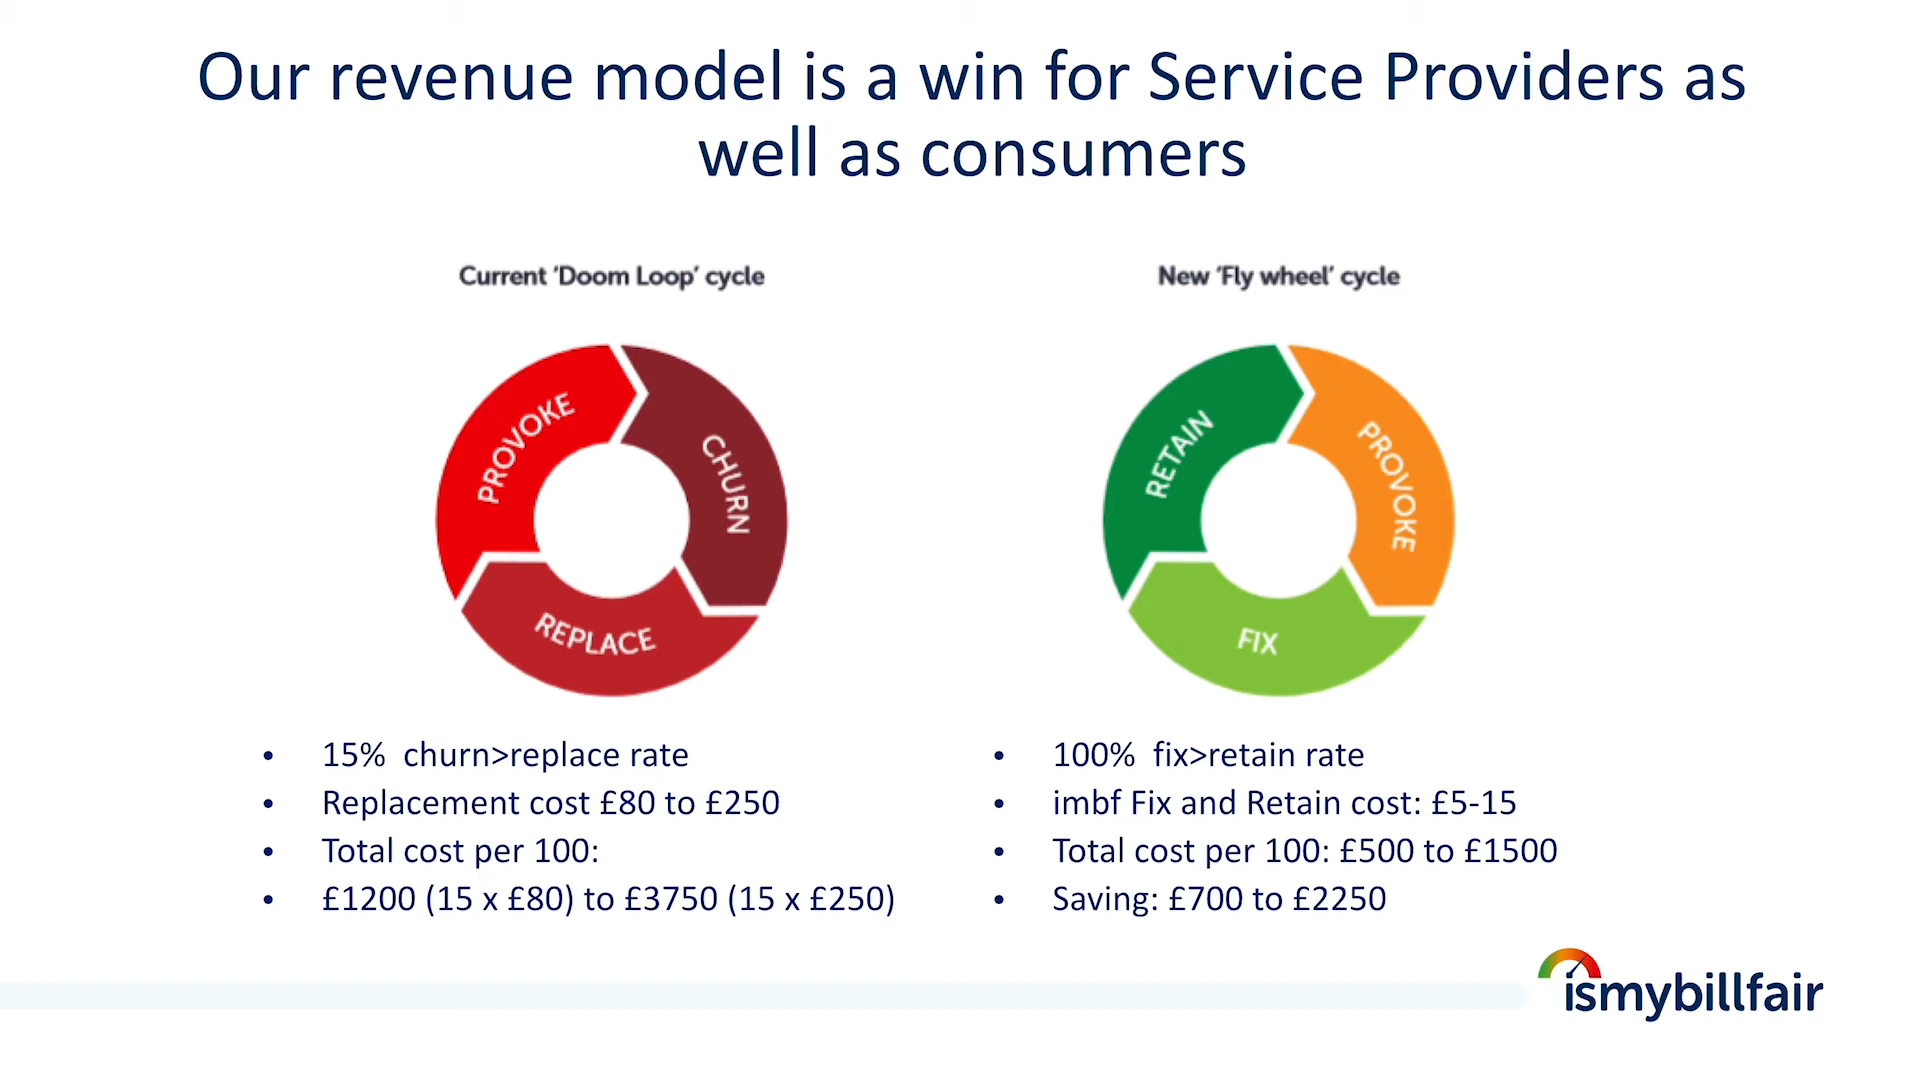 Our revenue model is a win for Service Providers as
well as consumers
Current 'Doom Loop' cycle
PROVOKE
CHURN
REPLACE
• 15%  churn>replace rate
• Replacement cost £80 to £250
• Total cost per 100:
• £1200 (15 x £80) to £3750 (15 x £250)
New 'Fly wheel' cycle
RETAIN
PROVOKE
FIX
• 100%  fix>retain rate
• imbf Fix and Retain cost: £5-15
• Total cost per 100: £500 to £1500
• Saving: £700 to £2250
ismybillfair